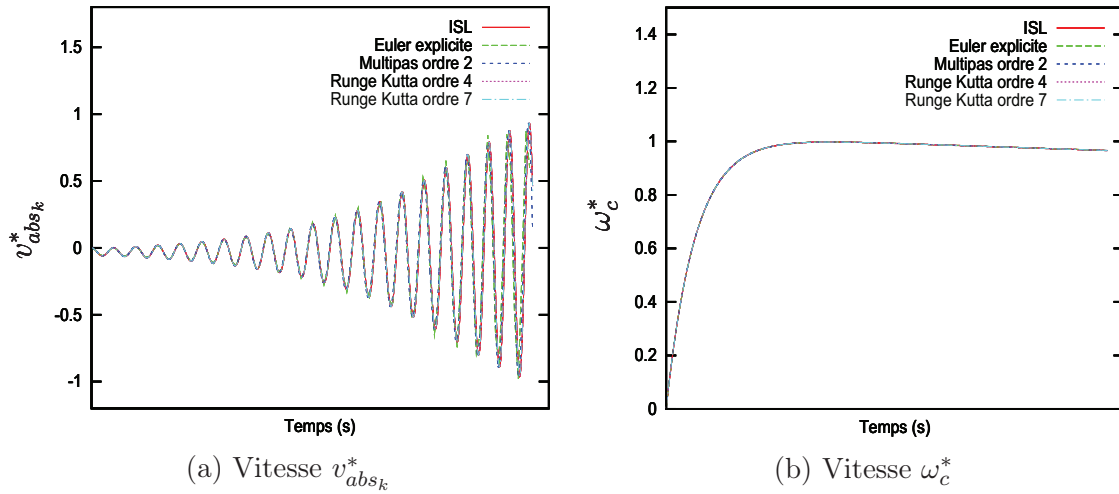 ISL
Euler explicite
Multipas ordre 2
Runge Kutta ordre 4
Runge Kutta ordre 7
1.5
1
0.5
0
-0.5
-1
v*abs_k
Temps (s)
(a) Vitesse v*abs_k
ISL
Euler explicite
Multipas ordre 2
Runge Kutta ordre 4
Runge Kutta ordre 7
1.4
1.2
1
0.8
0.6
0.4
0.2
0
ω*c
Temps (s)
(b) Vitesse ω*c